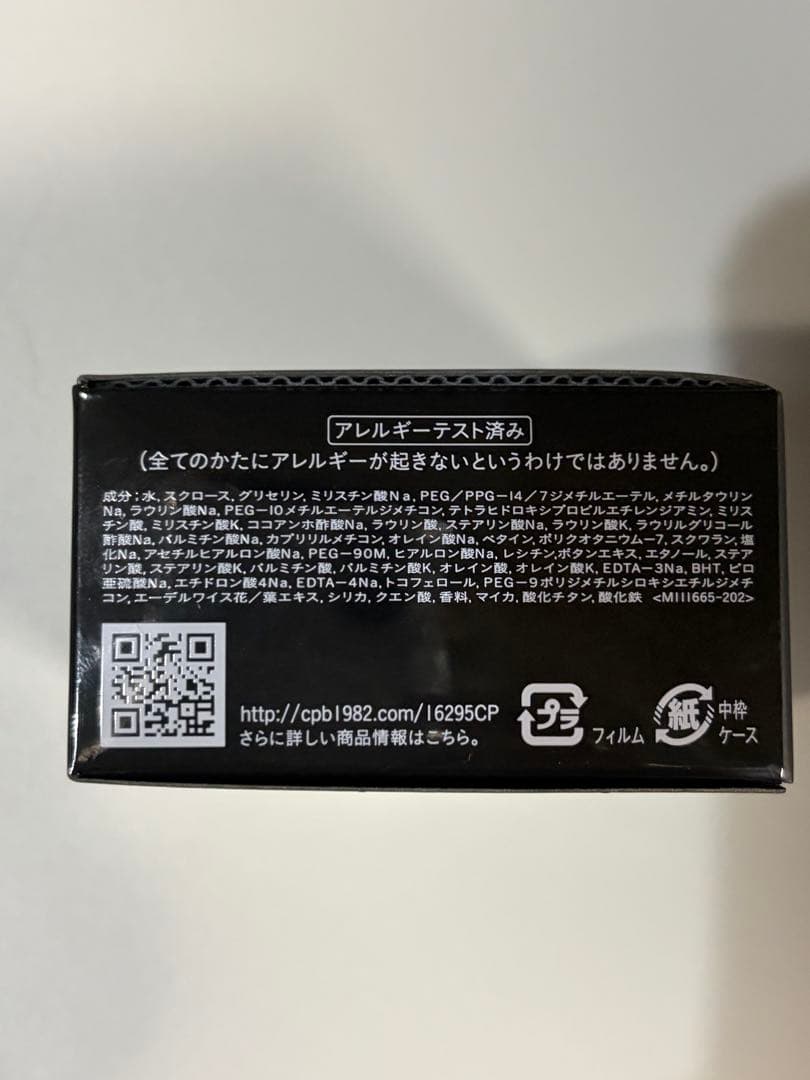 アレルギーテスト済み
(全てのかたにアレルギーが起きないというわけではありません。)
成分:水, スクロース, グリセリン, ミリスチン酸Na, PEG/PPG-14/7ジメチルエーテル, メチルタウリン
Na, ラウリン酸Na, PEG-10メチルエーテルジメチコン, テトラヒドロキシプロピルエチレンジアミン, ミリス
チン酸, ミリスチン酸K, ココアンホ酢酸Na, ラウリン酸, ステアリン酸Na, ラウリン酸K, ラウリルグリコール
酢酸Na, パルミチン酸Na, カプリリルメチコン, オレイン酸Na, ベタイン, ポリクオタニウム-7, スクワラン, 塩
化Na, アセチルヒアルロン酸Na, PEG-90M, ヒアルロン酸Na, レシチン, ボタンエキス, エタノール, ステア
リン酸, ステアリン酸K, パルミチン酸, パルミチン酸K, オレイン酸, オレイン酸K, EDTA-3Na, BHT, ピロ
亜硫酸Na, エチドロン酸4Na, EDTA-4Na, トコフェロール, PEG-9ポリジメチルシロキシエチルジメチ
コン, エーデルワイス花/葉エキス, シリカ, クエン酸, 香料, マイカ, 酸化チタン, 酸化鉄 <M111665-202>
http://cpb1982.com/16295CP
さらに詳しい商品情報はこちら。
プラ
フィルム
紙
中枠
ケース